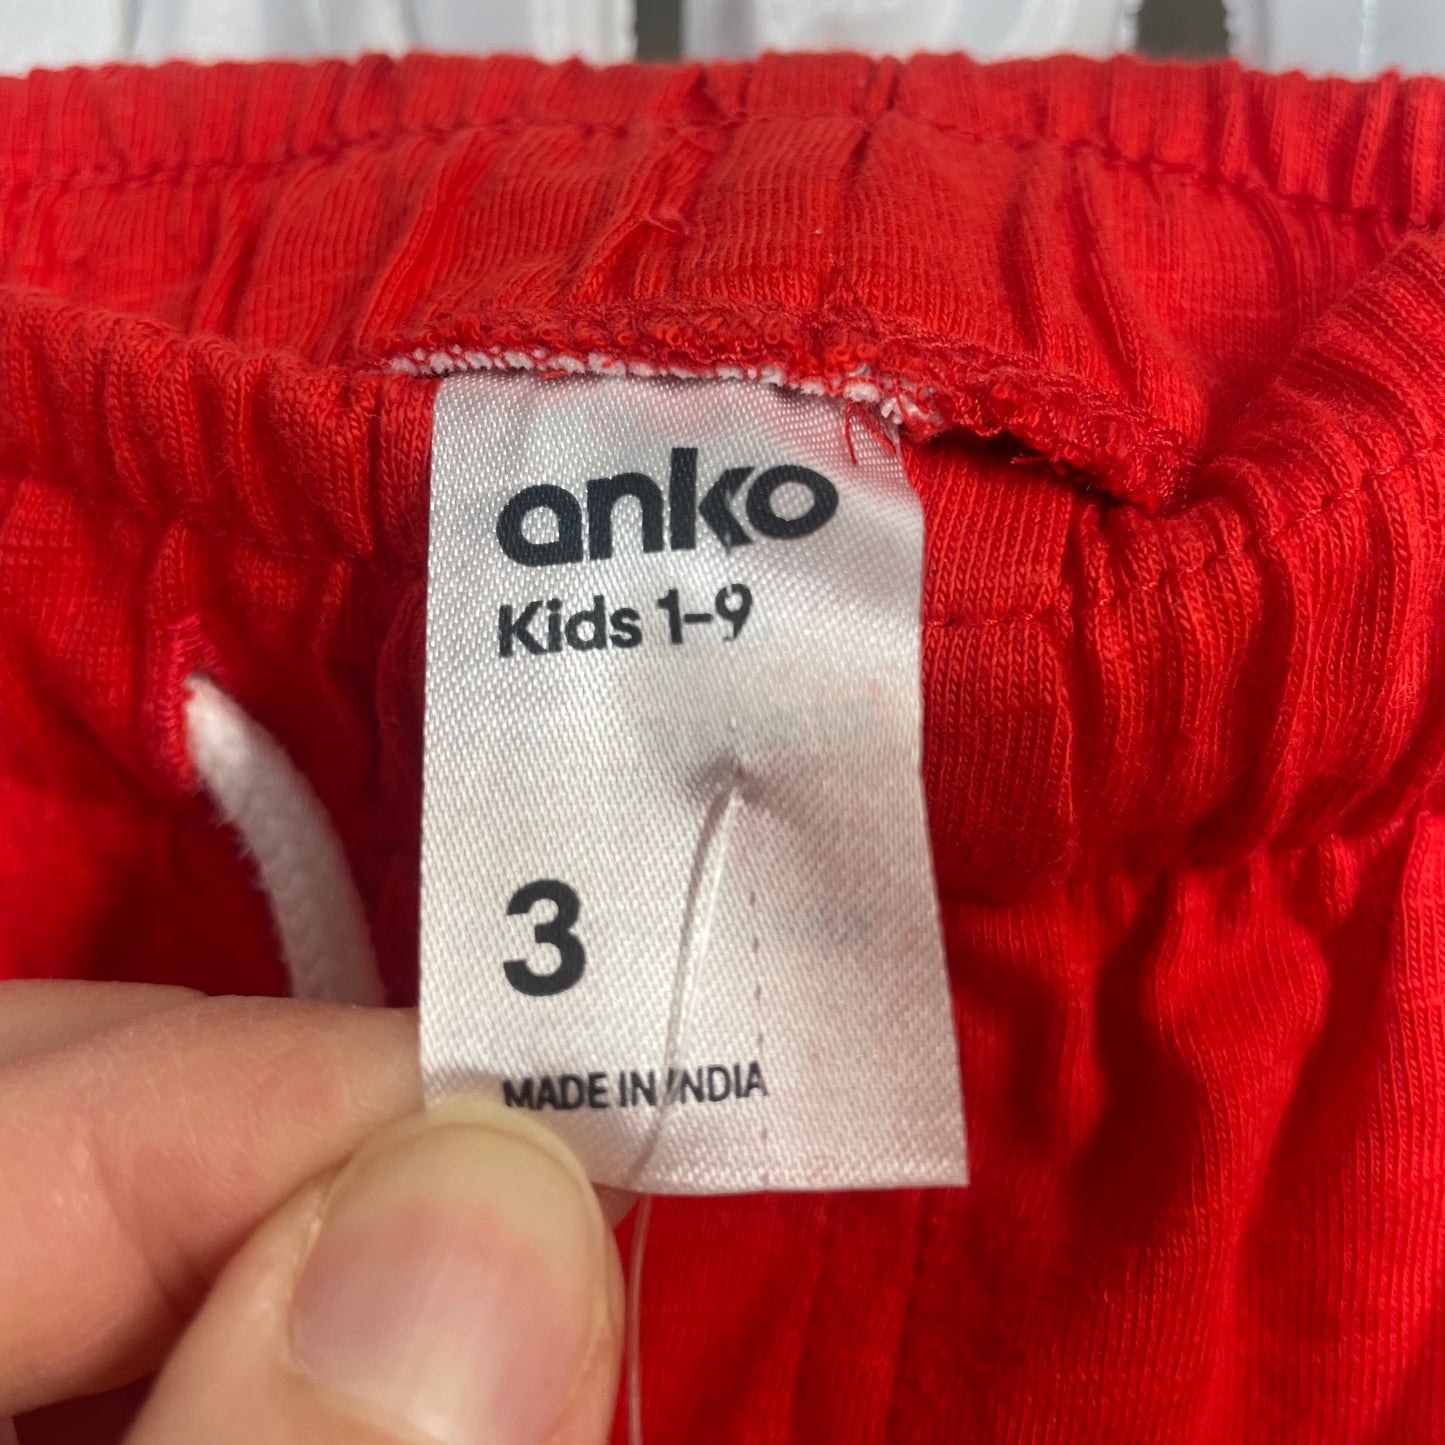 anko
Kids 1-9
3
MADE IN INDIA